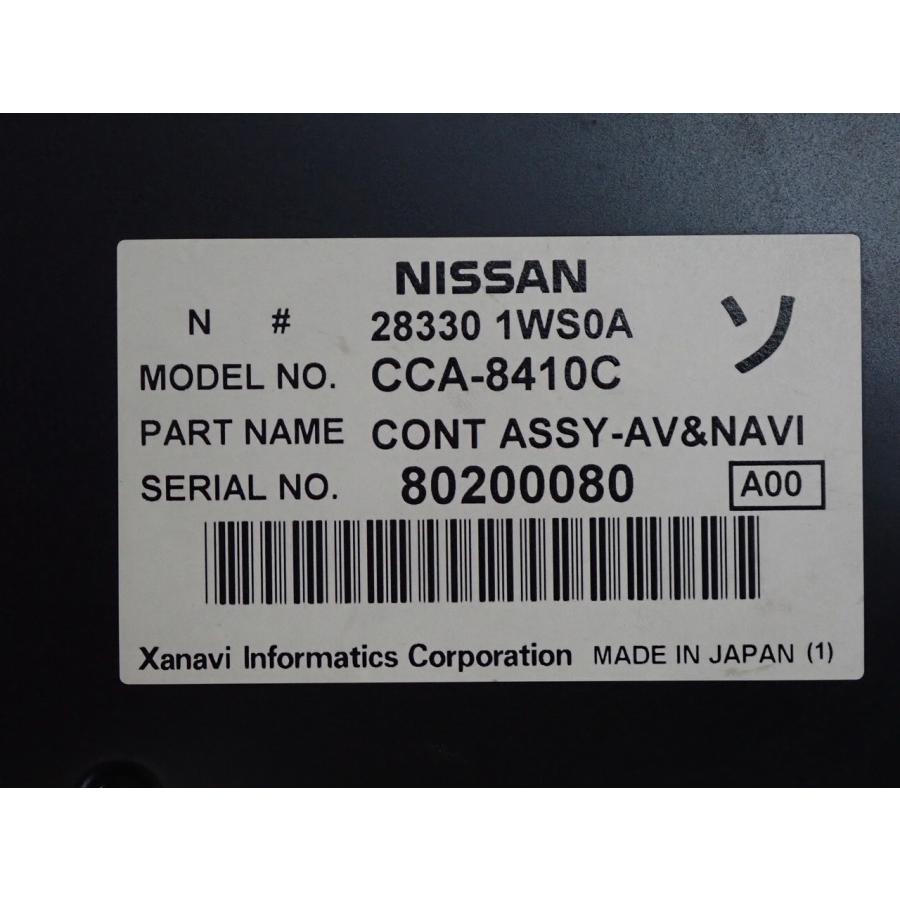 NISSAN
N # 28330 1WS0A ソ
MODEL NO. CCA-8410C
PART NAME CONT ASSY-AV&NAVI
SERIAL NO. 80200080 A00
Xanavi Informatics Corporation MADE IN JAPAN (1)